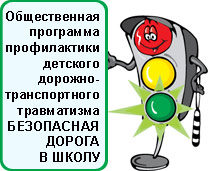 Общественная
программа
профилактики
детского
дорожно-
транспортного
травматизма
БЕЗОПАСНАЯ
ДОРОГА
В ШКОЛУ